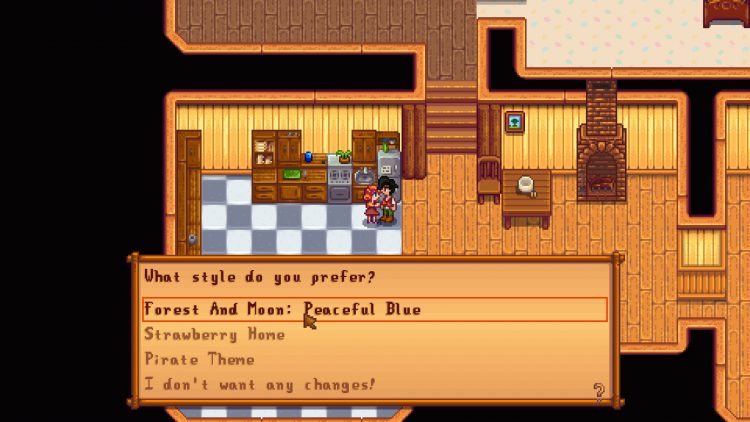 What style do you prefer?
Forest And Moon: Peaceful Blue
Strawberry Home
Pirate Theme
I don't want any changes!
?